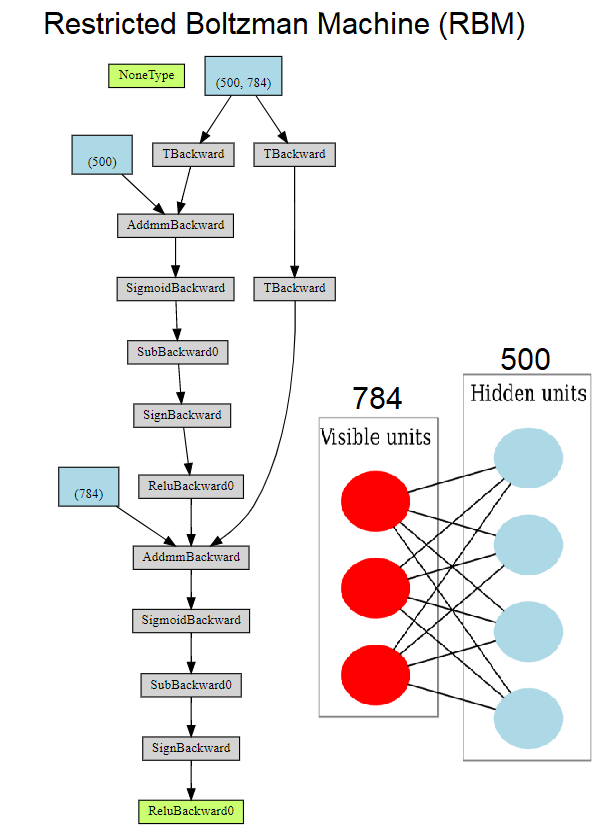 Restricted Boltzman Machine (RBM)
NoneType
(500, 784)
(500)
TBackward
TBackward
AddmmBackward
SigmoidBackward
TBackward
SubBackward0
SignBackward
ReluBackward0
(784)
AddmmBackward
SigmoidBackward
SubBackward0
SignBackward
ReluBackward0
784
Visible units
500
Hidden units